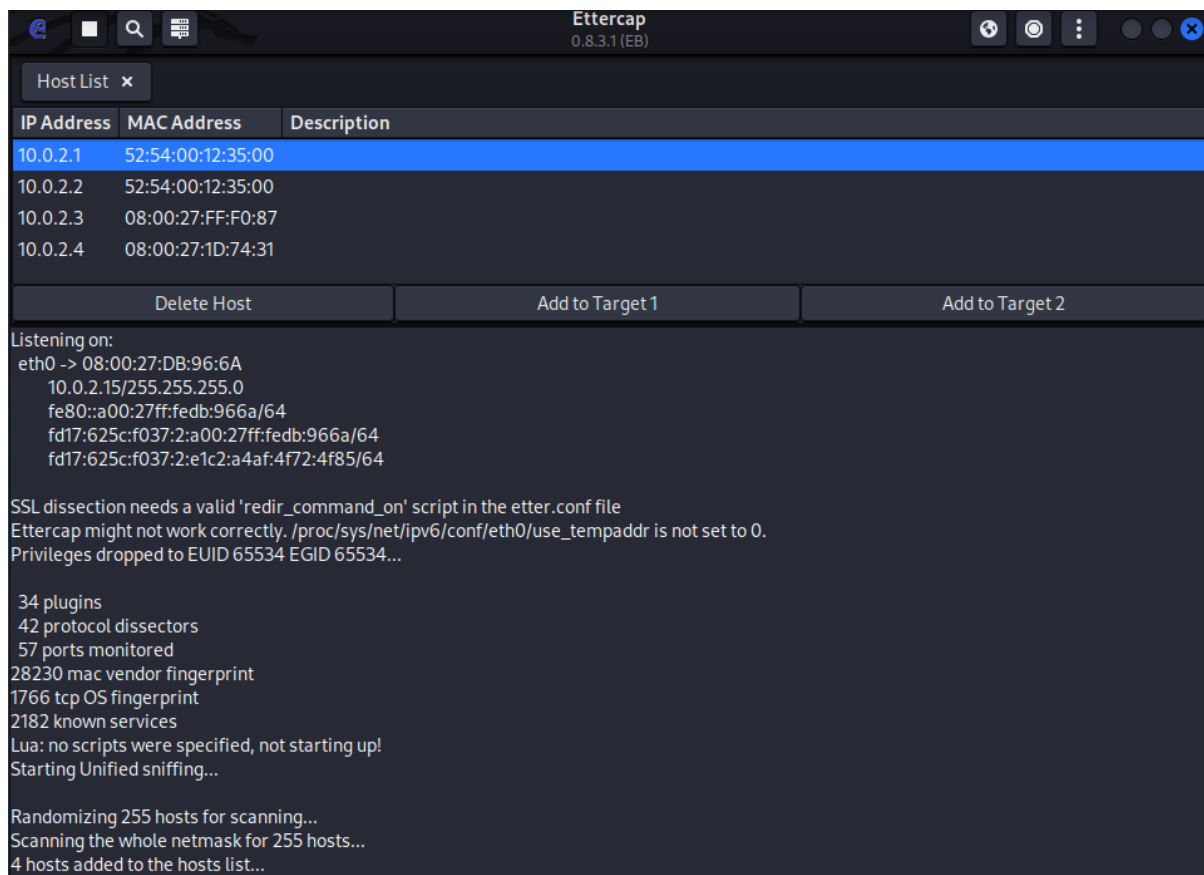 Ettercap
0.8.3.1 (EB)
Host List ×
IP Address MAC Address Description
10.0.2.1 52:54:00:12:35:00
10.0.2.2 52:54:00:12:35:00
10.0.2.3 08:00:27:FF:F0:87
10.0.2.4 08:00:27:1D:74:31
Delete Host Add to Target 1 Add to Target 2
Listening on:
eth0 -> 08:00:27:DB:96:6A
10.0.2.15/255.255.255.0
fe80::a00:27ff:fedb:966a/64
fd17:625c:f037:2:a00:27ff:fedb:966a/64
fd17:625c:f037:2:e1c2:a4af:4f72:4f85/64
SSL dissection needs a valid 'redir_command_on' script in the etter.conf file
Ettercap might not work correctly. /proc/sys/net/ipv6/conf/eth0/use_tempaddr is not set to 0.
Privileges dropped to EUID 65534 EGID 65534...
34 plugins
42 protocol dissectors
57 ports monitored
28230 mac vendor fingerprint
1766 tcp OS fingerprint
2182 known services
Lua: no scripts were specified, not starting up!
Starting Unified sniffing...
Randomizing 255 hosts for scanning...
Scanning the whole netmask for 255 hosts...
4 hosts added to the hosts list...